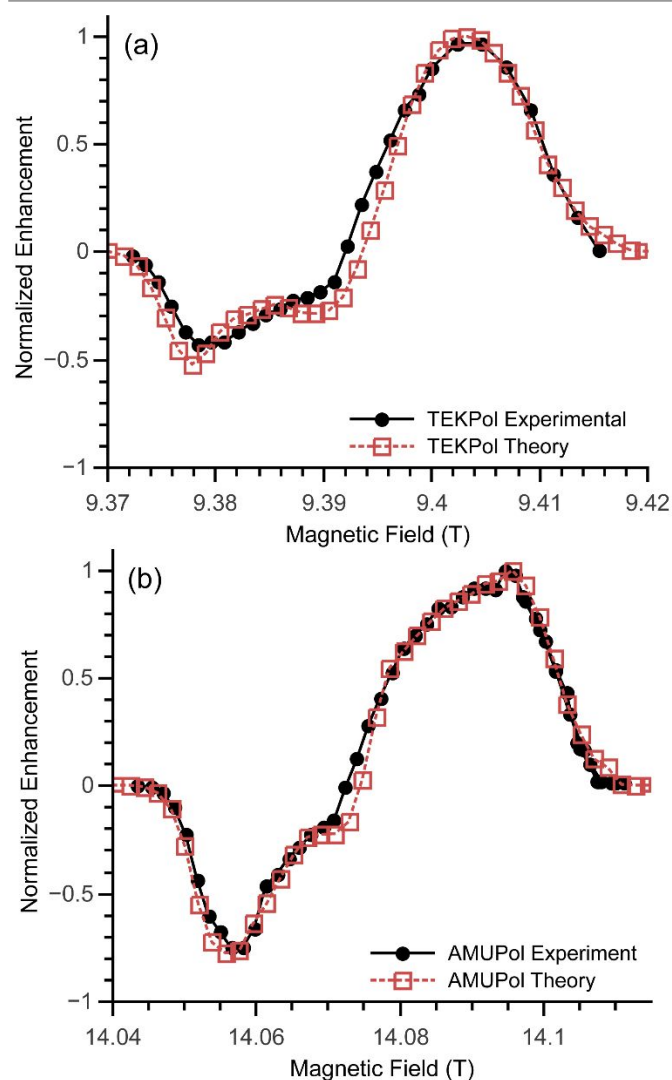 (a)
1
0.5
0
−0.5
−1
Normalized Enhancement
TEKPol Experimental
TEKPol Theory
9.37 9.38 9.39 9.4 9.41 9.42
Magnetic Field (T)
(b)
1
0.5
0
−0.5
−1
Normalized Enhancement
AMUPol Experiment
AMUPol Theory
14.04 14.06 14.08 14.1
Magnetic Field (T)